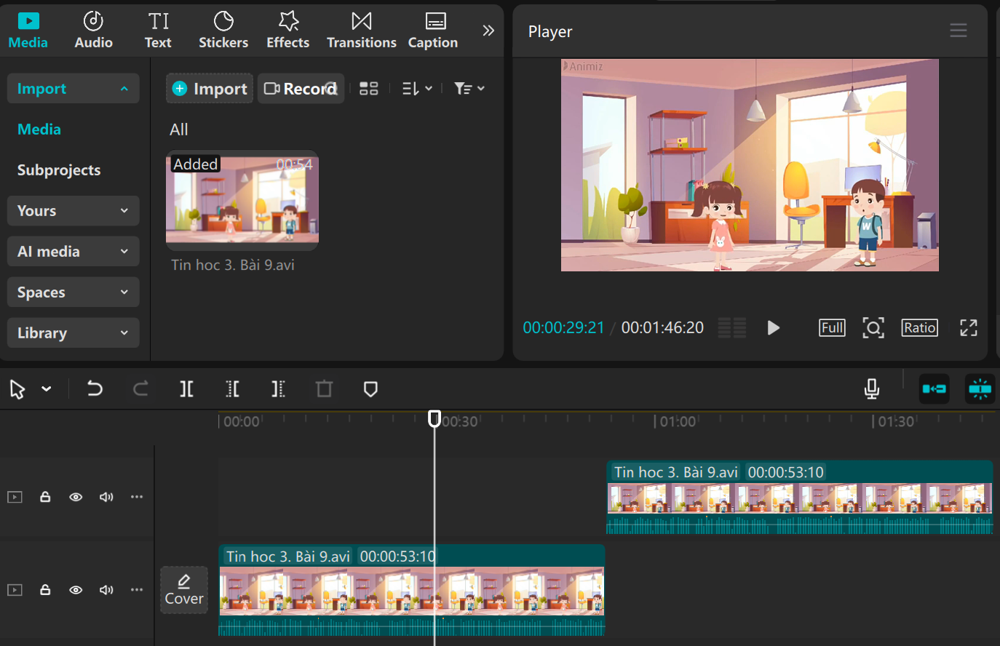 Media Audio Text Stickers Effects Transitions Caption
Player
Import
Media
Subprojects
Yours
AI media
Spaces
Library
Import Record
All
Added 00:54
Tin hoc 3. Bài 9.avi
Animiz
W
00:00:29:21 / 00:01:46:20 Full Ratio
00:00 00:30 01:00 01:30
Tin hoc 3. Bài 9.avi 00:00:53:10
Tin hoc 3. Bài 9.avi 00:00:53:10
Cover